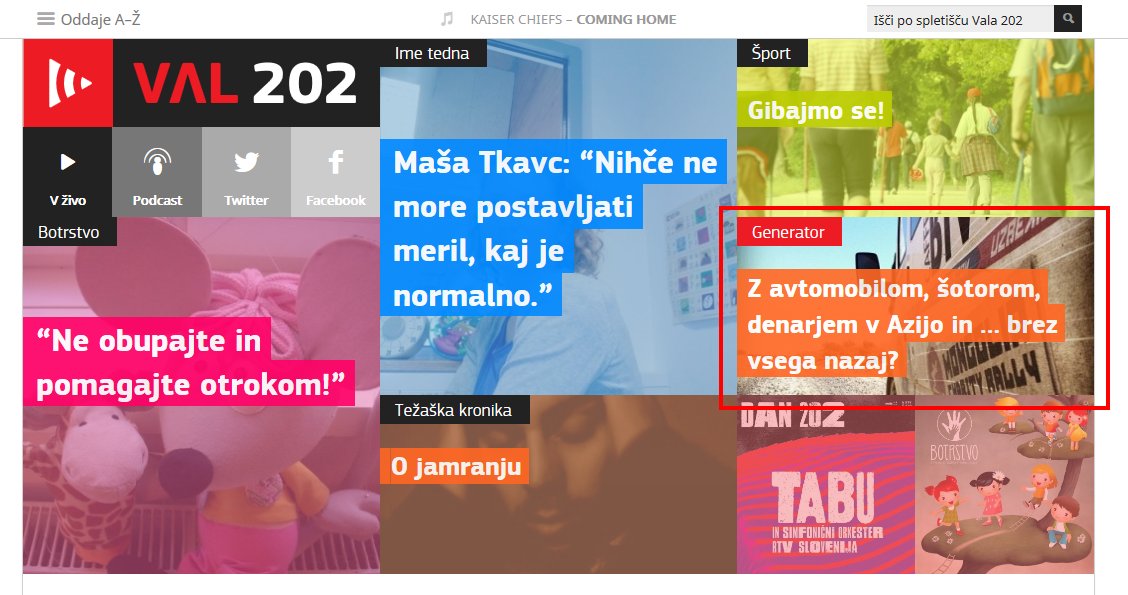 Oddaje A–Ž
KAISER CHIEFS – COMING HOME
Išči po spletišču Vala 202
VAL 202
V živo
Podcast
Twitter
Facebook
Botrstvo
“Ne obupajte in
pomagajte otrokom!”
Ime tedna
Maša Tkavc: “Nihče ne
more postavljati
meril, kaj je
normalno.”
Težaška kronika
O jamranju
Šport
Gibajmo se!
Generator
Z avtomobilom, šotorom,
denarjem v Azijo in … brez
vsega nazaj?
MONGOLIA
CHARITY RALLY
DAN 202
TABU
IN SIMFONIČNI ORKESTER
RTV SLOVENIJA
BOTRSTVO